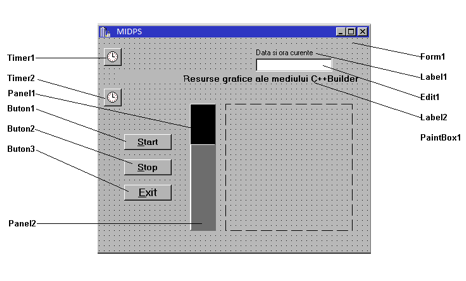 MIDPS
Timer1
Data si ora curente
Form1
Label1
Timer2
Resurse grafice ale mediului C++Builder
Panel1
Edit1
Buton1
Label2
Buton2
Start
PaintBox1
Buton3
Stop
Exit
Panel2